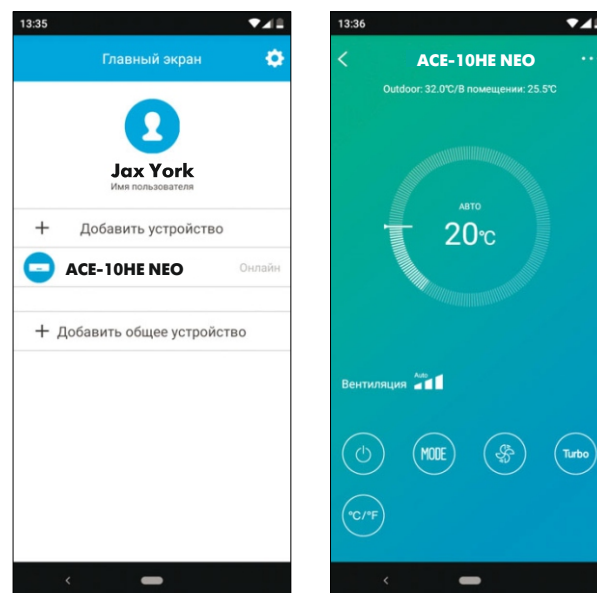 13:35
Главный экран
Jax York
Имя пользователя
+ Добавить устройство
ACE-10HE NEO
Онлайн
+ Добавить общее устройство
13:36
ACE-10HE NEO
Outdoor: 32.0℃/В помещении: 25.5℃
АВТО
20℃
Вентиляция
Auto
MODE
Turbo
℃/℉